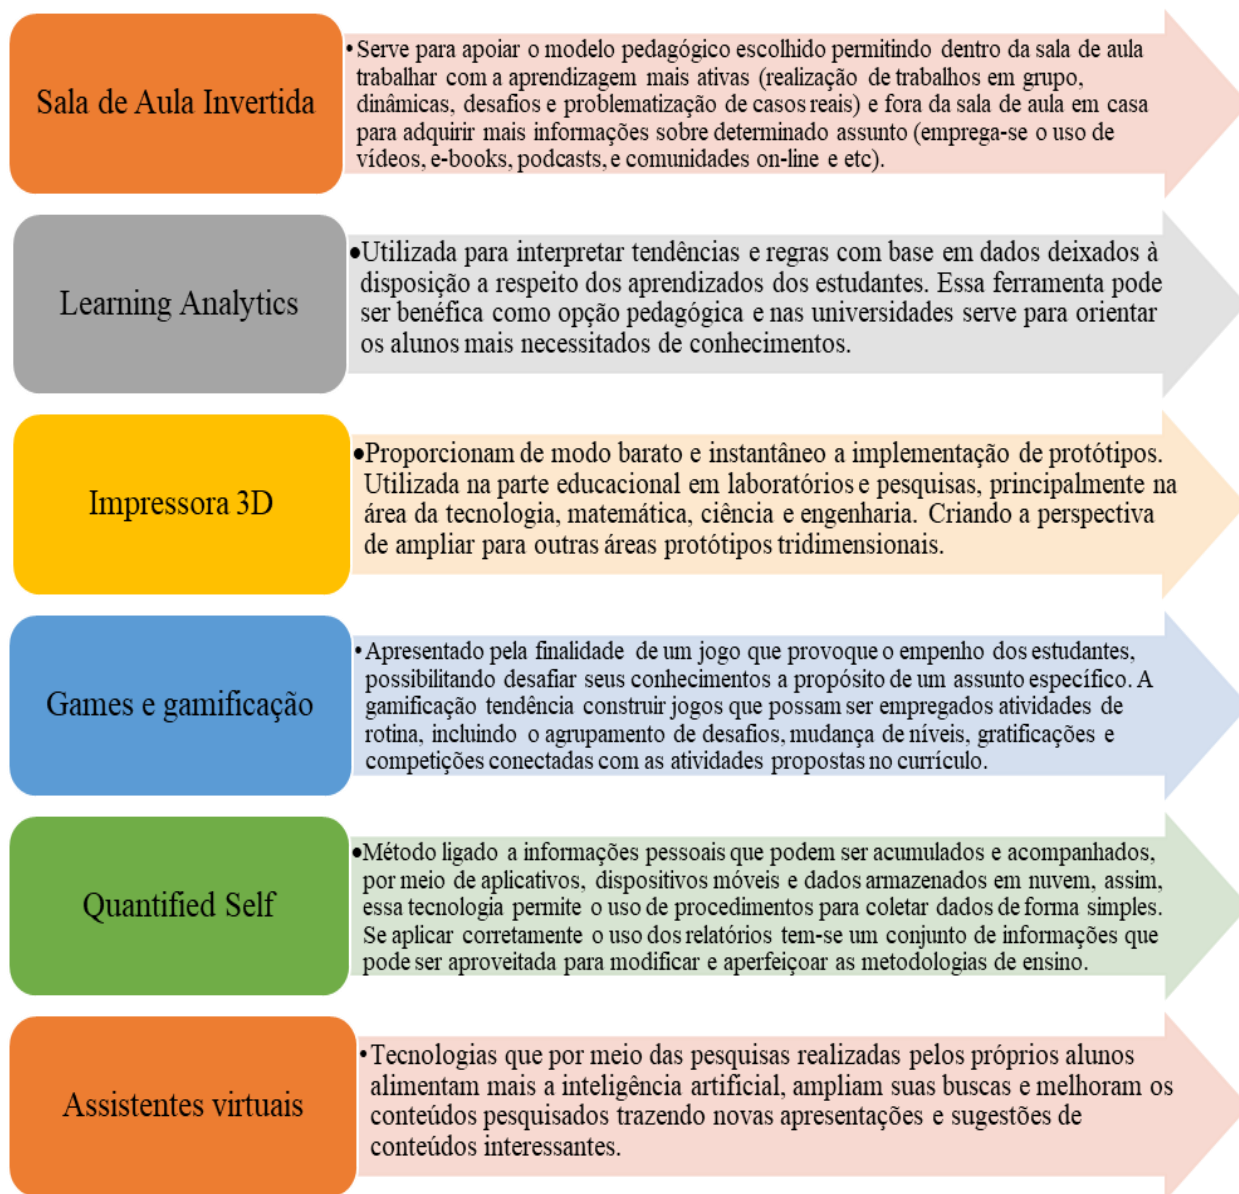 Sala de Aula Invertida
• Serve para apoiar o modelo pedagógico escolhido permitindo dentro da sala de aula
trabalhar com a aprendizagem mais ativas (realização de trabalhos em grupo,
dinâmicas, desafios e problematização de casos reais) e fora da sala de aula em casa
para adquirir mais informações sobre determinado assunto (emprega-se o uso de
vídeos, e-books, podcasts, e comunidades on-line e etc).
Learning Analytics
•Utilizada para interpretar tendências e regras com base em dados deixados à
disposição a respeito dos aprendizados dos estudantes. Essa ferramenta pode
ser benéfica como opção pedagógica e nas universidades serve para orientar
os alunos mais necessitados de conhecimentos.
Impressora 3D
•Proporcionam de modo barato e instantâneo a implementação de protótipos.
Utilizada na parte educacional em laboratórios e pesquisas, principalmente na
área da tecnologia, matemática, ciência e engenharia. Criando a perspectiva
de ampliar para outras áreas protótipos tridimensionais.
Games e gamificação
• Apresentado pela finalidade de um jogo que provoque o empenho dos estudantes,
possibilitando desafiar seus conhecimentos a propósito de um assunto específico. A
gamificação tendência construir jogos que possam ser empregados atividades de
rotina, incluindo o agrupamento de desafios, mudança de níveis, gratificações e
competições conectadas com as atividades propostas no currículo.
Quantified Self
•Método ligado a informações pessoais que podem ser acumulados e acompanhados,
por meio de aplicativos, dispositivos móveis e dados armazenados em nuvem, assim,
essa tecnologia permite o uso de procedimentos para coletar dados de forma simples.
Se aplicar corretamente o uso dos relatórios tem-se um conjunto de informações que
pode ser aproveitada para modificar e aperfeiçoar as metodologias de ensino.
Assistentes virtuais
• Tecnologias que por meio das pesquisas realizadas pelos próprios alunos
alimentam mais a inteligência artificial, ampliam suas buscas e melhoram os
conteúdos pesquisados trazendo novas apresentações e sugestões de
conteúdos interessantes.